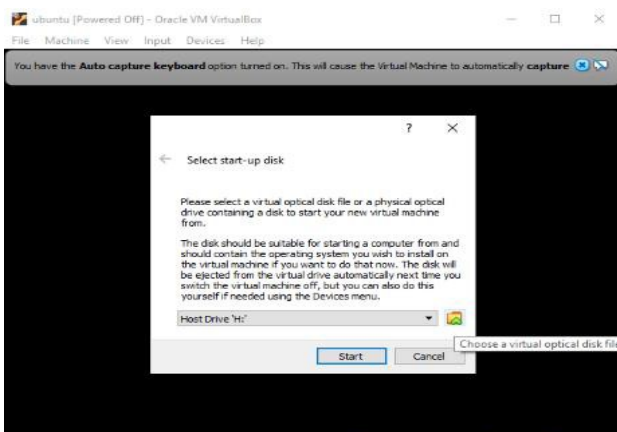 ubuntu [Powered Off] - Oracle VM VirtualBox
File Machine View Input Devices Help
You have the Auto capture keyboard option turned on. This will cause the Virtual Machine to automatically capture
?
Select start-up disk
Please select a virtual optical disk file or a physical optical
drive containing a disk to start your new virtual machine
from.
The disk should be suitable for starting a computer from and
should contain the operating system you wish to install on
the virtual machine if you want to do that now. The disk will
be ejected from the virtual drive automatically next time you
switch the virtual machine off, but you can also do this
yourself if needed using the Devices menu.
Host Drive 'H:'
Choose a virtual optical disk file
Start Cancel